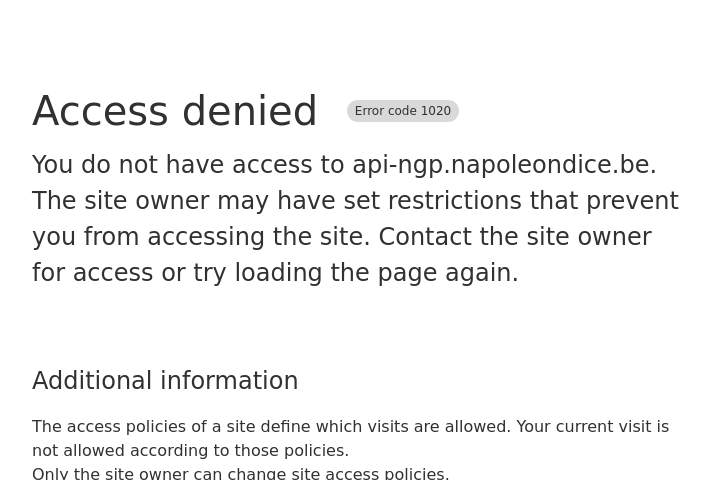 Access denied
Error code 1020
You do not have access to api-ngp.napoleondice.be.
The site owner may have set restrictions that prevent
you from accessing the site. Contact the site owner
for access or try loading the page again.
Additional information
The access policies of a site define which visits are allowed. Your current visit is
not allowed according to those policies.
Only the site owner can change site access policies.